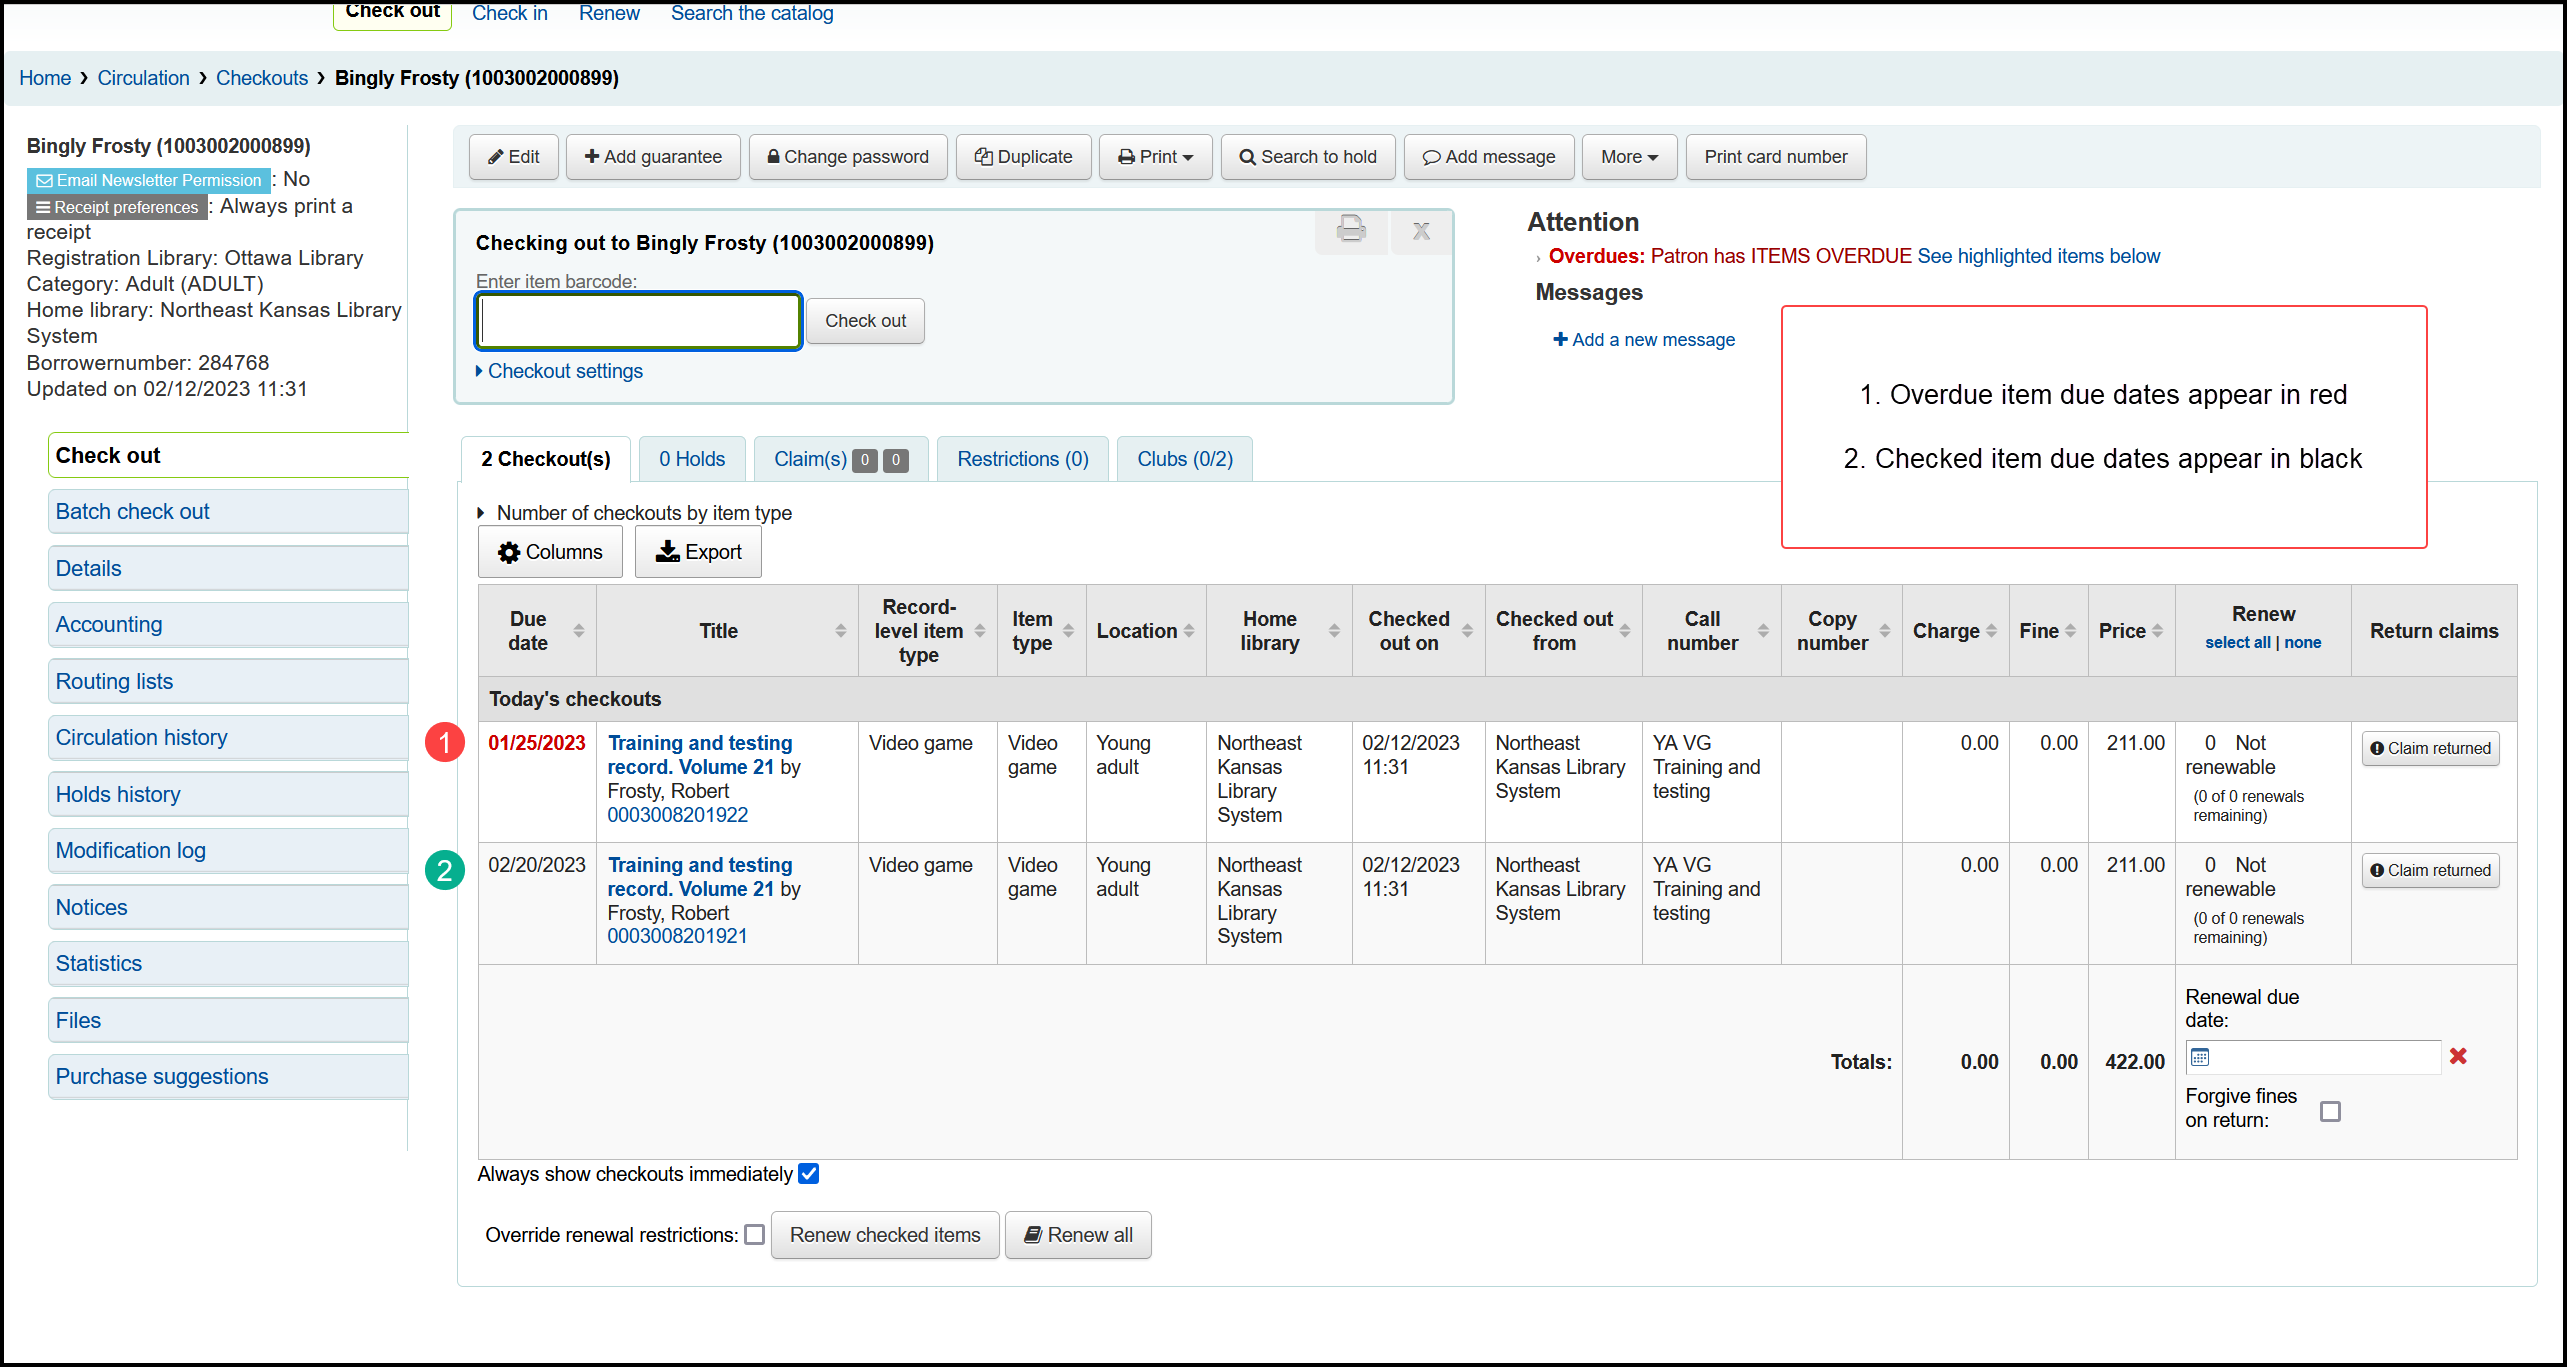 Check out
Check in
Renew
Search the catalog
Home › Circulation › Checkouts › Bingly Frosty (1003002000899)
Bingly Frosty (1003002000899)
Email Newsletter Permission : No
Receipt preferences : Always print a
receipt
Registration Library: Ottawa Library
Category: Adult (ADULT)
Home library: Northeast Kansas Library
System
Borrowernumber: 284768
Updated on 02/12/2023 11:31
Check out
Batch check out
Details
Accounting
Routing lists
Circulation history
Holds history
Modification log
Notices
Statistics
Files
Purchase suggestions
Edit
Add guarantee
Change password
Duplicate
Print
Search to hold
Add message
More
Print card number
Checking out to Bingly Frosty (1003002000899)
X
Enter item barcode:
Check out
Checkout settings
Attention
Overdues: Patron has ITEMS OVERDUE See highlighted items below
Messages
Add a new message
1. Overdue item due dates appear in red
2. Checked item due dates appear in black
2 Checkout(s)
0 Holds
Claim(s) 0 0
Restrictions (0)
Clubs (0/2)
Number of checkouts by item type
Columns
Export
Due
date
Title
Record-
level item
type
Item
type
Location
Home
library
Checked
out on
Checked out
from
Call
number
Copy
number
Charge
Fine
Price
Renew
select all | none
Return claims
Today's checkouts
1
01/25/2023
Training and testing
record. Volume 21 by
Frosty, Robert
0003008201922
Video game
Video
game
Young
adult
Northeast
Kansas
Library
System
02/12/2023
11:31
Northeast
Kansas Library
System
YA VG
Training and
testing
0.00
0.00
211.00
0 Not
renewable
(0 of 0 renewals
remaining)
Claim returned
2
02/20/2023
Training and testing
record. Volume 21 by
Frosty, Robert
0003008201921
Video game
Video
game
Young
adult
Northeast
Kansas
Library
System
02/12/2023
11:31
Northeast
Kansas Library
System
YA VG
Training and
testing
0.00
0.00
211.00
0 Not
renewable
(0 of 0 renewals
remaining)
Claim returned
Totals:
0.00
0.00
422.00
Renewal due
date:
Forgive fines
on return:
Always show checkouts immediately
Override renewal restrictions:
Renew checked items
Renew all